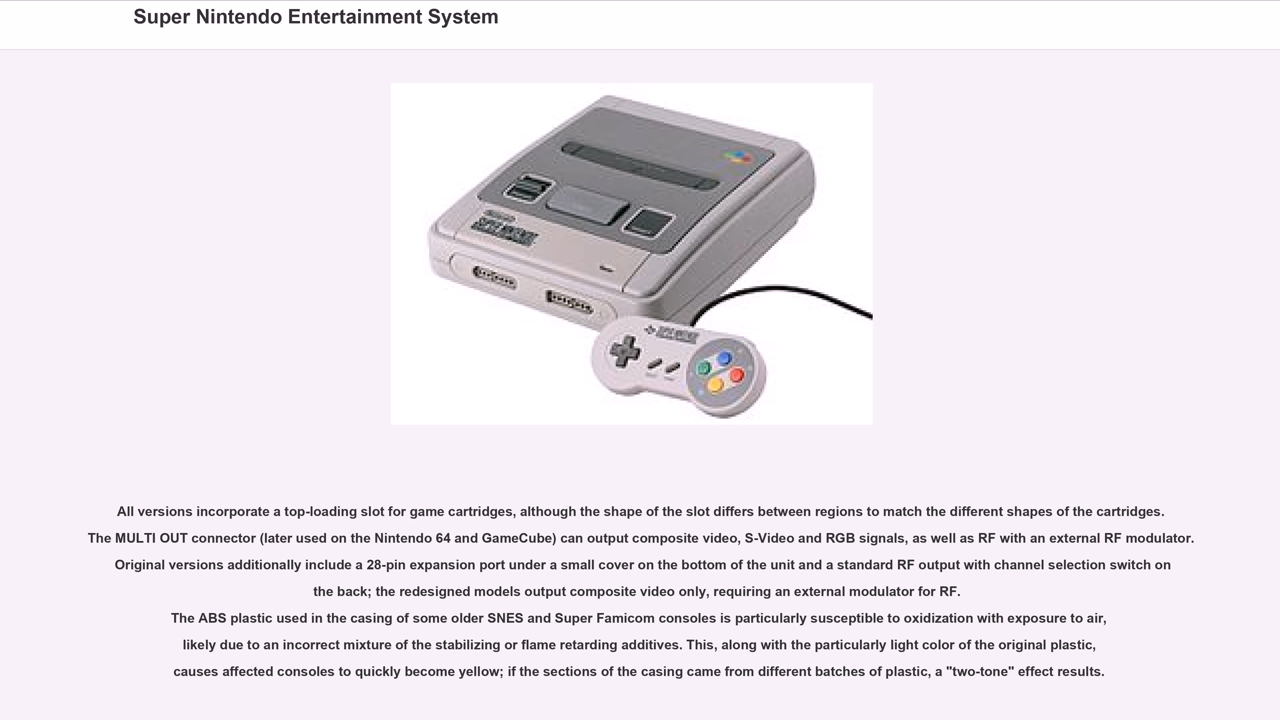 Super Nintendo Entertainment System
All versions incorporate a top-loading slot for game cartridges, although the shape of the slot differs between regions to match the different shapes of the cartridges.
The MULTI OUT connector (later used on the Nintendo 64 and GameCube) can output composite video, S-Video and RGB signals, as well as RF with an external RF modulator.
Original versions additionally include a 28-pin expansion port under a small cover on the bottom of the unit and a standard RF output with channel selection switch on
the back; the redesigned models output composite video only, requiring an external modulator for RF.
The ABS plastic used in the casing of some older SNES and Super Famicom consoles is particularly susceptible to oxidization with exposure to air,
likely due to an incorrect mixture of the stabilizing or flame retarding additives. This, along with the particularly light color of the original plastic,
causes affected consoles to quickly become yellow; if the sections of the casing came from different batches of plastic, a "two-tone" effect results.